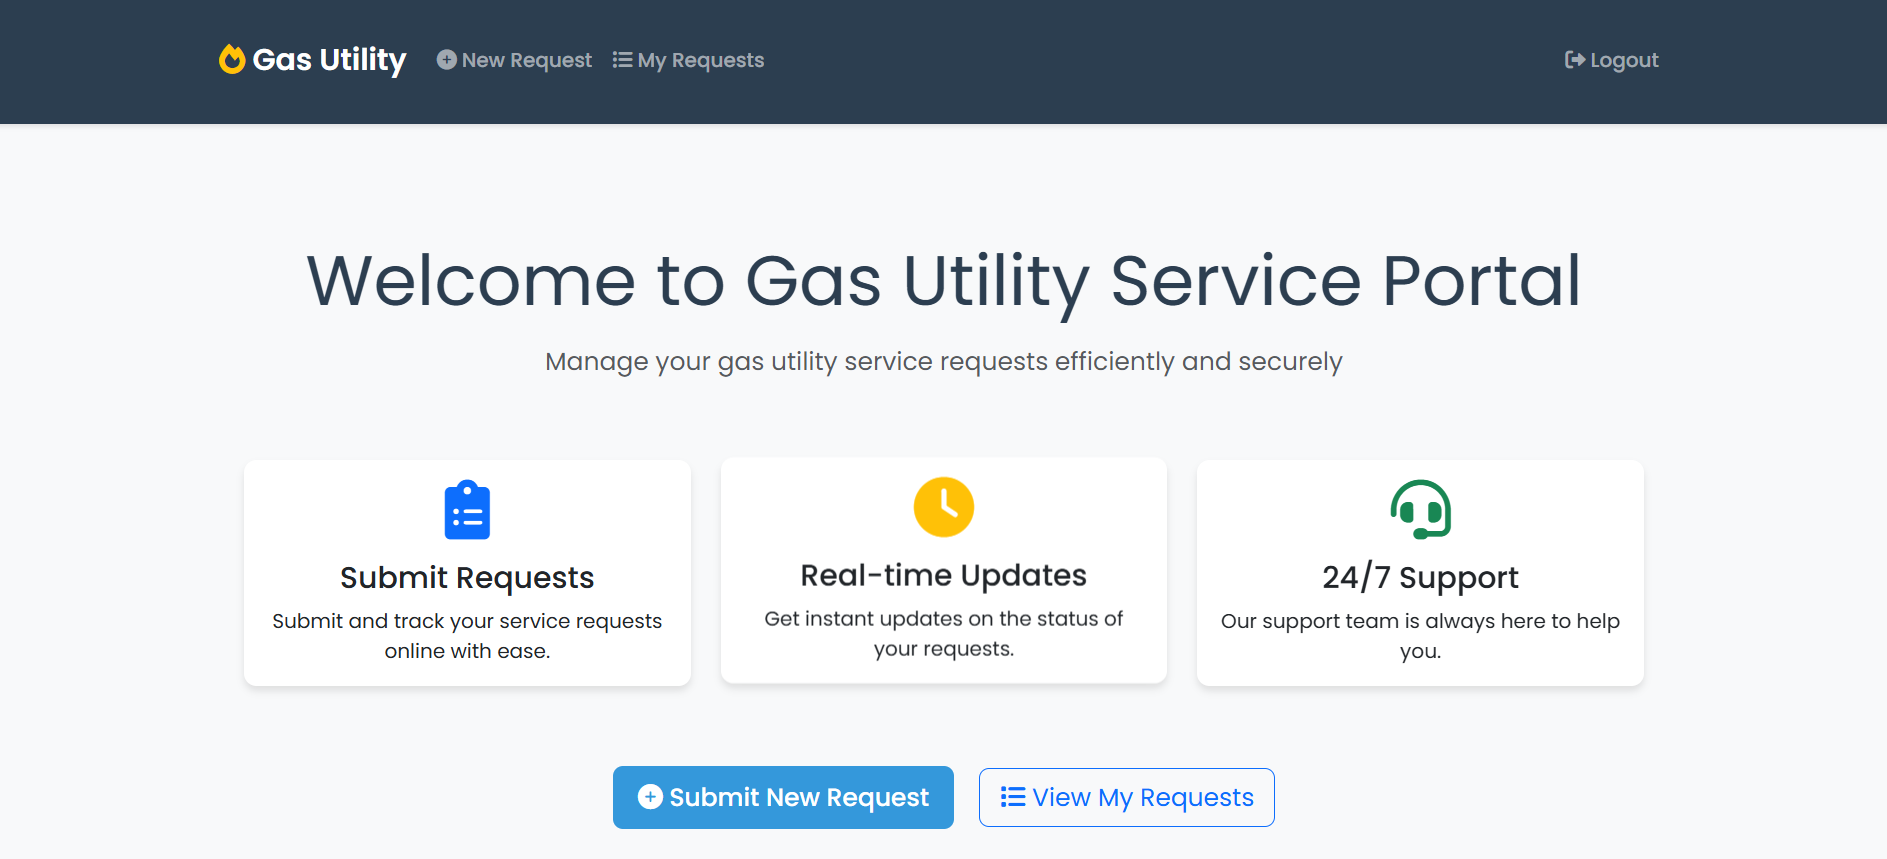 Gas Utility
New Request
My Requests
Logout
Welcome to Gas Utility Service Portal
Manage your gas utility service requests efficiently and securely
Submit Requests
Submit and track your service requests
online with ease.
Real-time Updates
Get instant updates on the status of
your requests.
24/7 Support
Our support team is always here to help
you.
Submit New Request
View My Requests